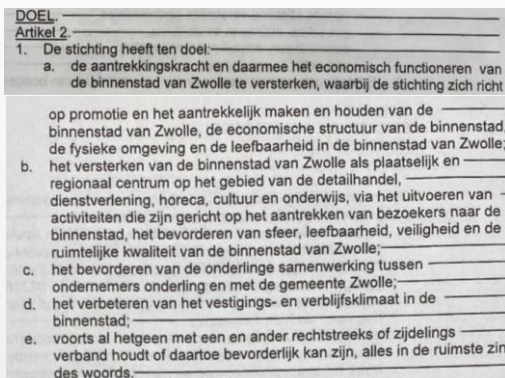 DOEL.
Artikel 2.
1. De stichting heeft ten doel:
a. de aantrekkingskracht en daarmee het economisch functioneren van
de binnenstad van Zwolle te versterken, waarbij de stichting zich richt
op promotie en het aantrekkelijk maken en houden van de
binnenstad van Zwolle, de economische structuur van de binnenstad,
de fysieke omgeving en de leefbaarheid in de binnenstad van Zwolle;
b. het versterken van de binnenstad van Zwolle als plaatselijk en
regionaal centrum op het gebied van de detailhandel,
dienstverlening, horeca, cultuur en onderwijs, via het uitvoeren van
activiteiten die zijn gericht op het aantrekken van bezoekers naar de
binnenstad, het bevorderen van sfeer, leefbaarheid, veiligheid en de
ruimtelijke kwaliteit van de binnenstad van Zwolle;
c. het bevorderen van de onderlinge samenwerking tussen
ondernemers onderling en met de gemeente Zwolle;
d. het verbeteren van het vestigings- en verblijfsklimaat in de
binnenstad;
e. voorts al hetgeen met een en ander rechtstreeks of zijdelings
verband houdt of daartoe bevorderlijk kan zijn, alles in de ruimste zin
des woords.